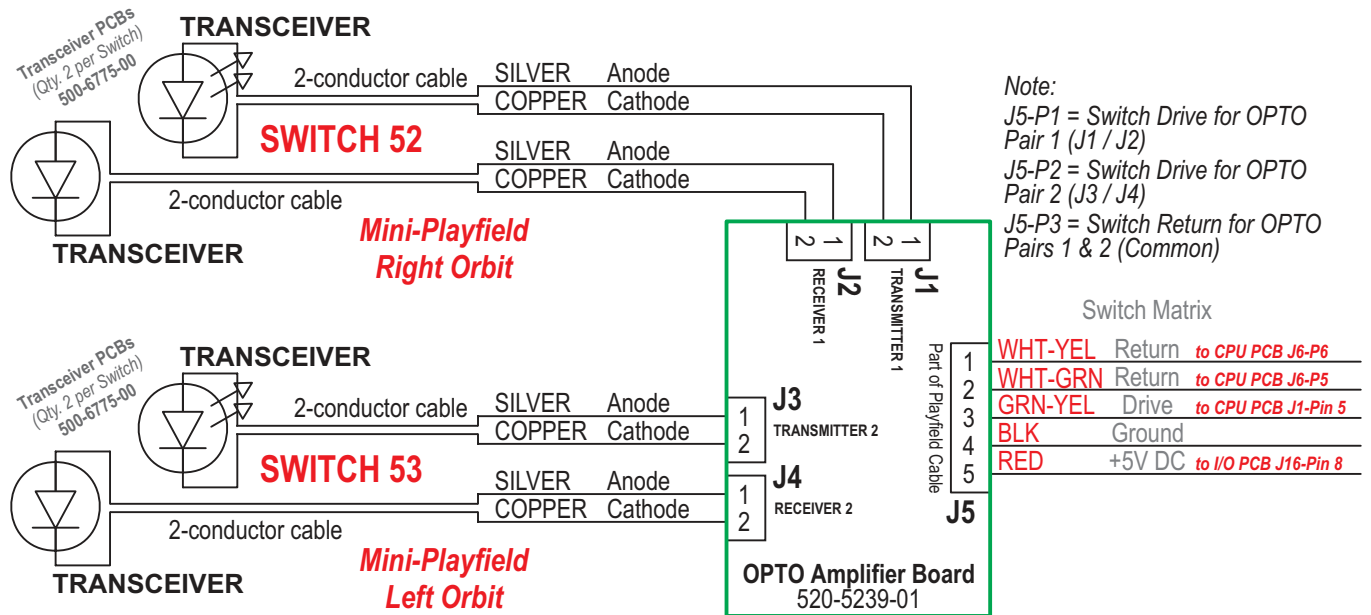 Transceiver PCBs
(Qty. 2 per Switch)
500-6775-00
TRANSCEIVER
2-conductor cable
SILVER Anode
COPPER Cathode
SWITCH 52
SILVER Anode
COPPER Cathode
2-conductor cable
TRANSCEIVER
Mini-Playfield
Right Orbit
Note:
J5-P1 = Switch Drive for OPTO
Pair 1 (J1 / J2)
J5-P2 = Switch Drive for OPTO
Pair 2 (J3 / J4)
J5-P3 = Switch Return for OPTO
Pairs 1 & 2 (Common)
2 1
J2
RECEIVER 1
2 1
J1
TRANSMITTER 1
Switch Matrix
Part of Playfield Cable
1 WHT-YEL Return to CPU PCB J6-P6
2 WHT-GRN Return to CPU PCB J6-P5
3 GRN-YEL Drive to CPU PCB J1-Pin 5
4 BLK Ground
5 RED +5V DC to I/O PCB J16-Pin 8
J5
Transceiver PCBs
(Qty. 2 per Switch)
500-6775-00
TRANSCEIVER
2-conductor cable
SILVER Anode
COPPER Cathode
1
2
J3
TRANSMITTER 2
SWITCH 53
SILVER Anode
COPPER Cathode
1
2
J4
RECEIVER 2
2-conductor cable
TRANSCEIVER
Mini-Playfield
Left Orbit
OPTO Amplifier Board
520-5239-01